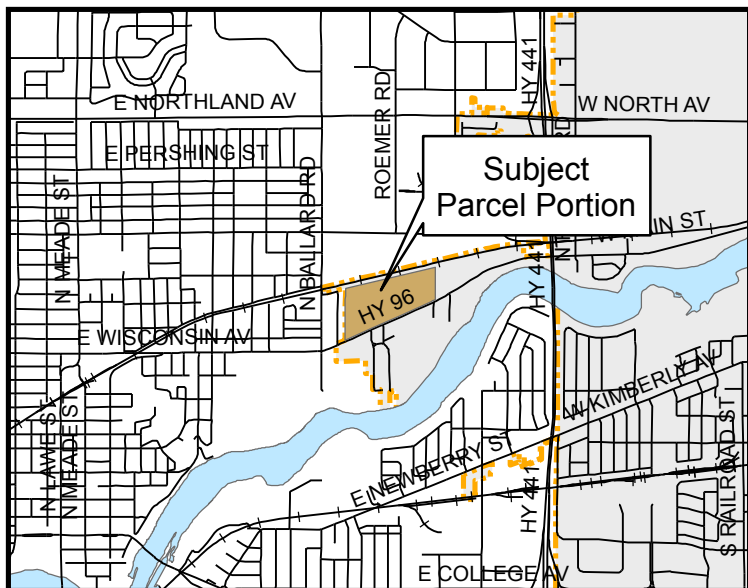 HY 441
E NORTHLAND AV
W NORTH AV
ROEMER RD
E PERSHING ST
Subject
Parcel Portion
N MEADE ST
N BALLARD RD
ST
HY 441
HY 96
E WISCONSIN AV
W KIMBERLY AV
N LAWE ST
N MEADE ST
E NEWBERRY ST
HY 441
S RAILROAD ST
E COLLEGE AV